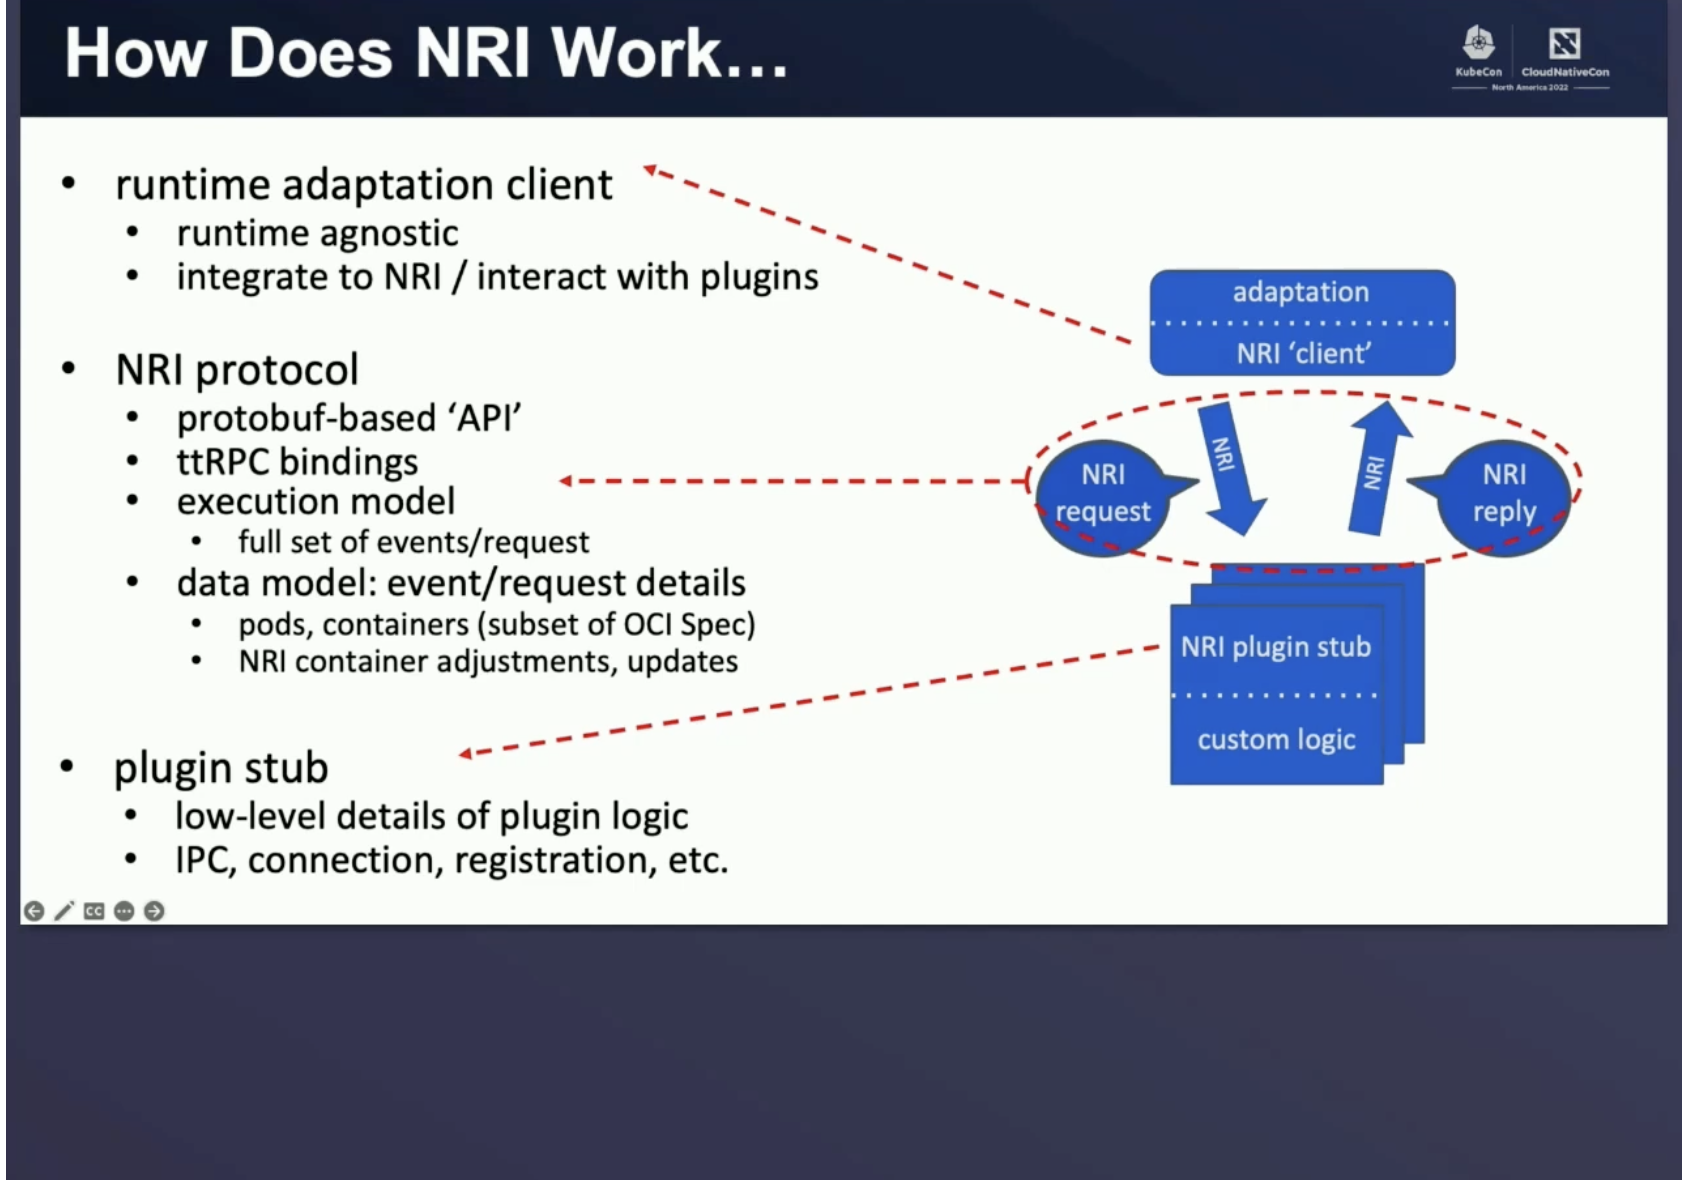 How Does NRI Work...
KubeCon
CloudNativeCon
North America 2022
• runtime adaptation client
• runtime agnostic
• integrate to NRI / interact with plugins
• NRI protocol
• protobuf-based ‘API’
• ttRPC bindings
• execution model
• full set of events/request
• data model: event/request details
• pods, containers (subset of OCI Spec)
• NRI container adjustments, updates
• plugin stub
• low-level details of plugin logic
• IPC, connection, registration, etc.
adaptation
NRI ‘client’
NRI
request
NRI
NRI
NRI
reply
NRI plugin stub
custom logic
CC